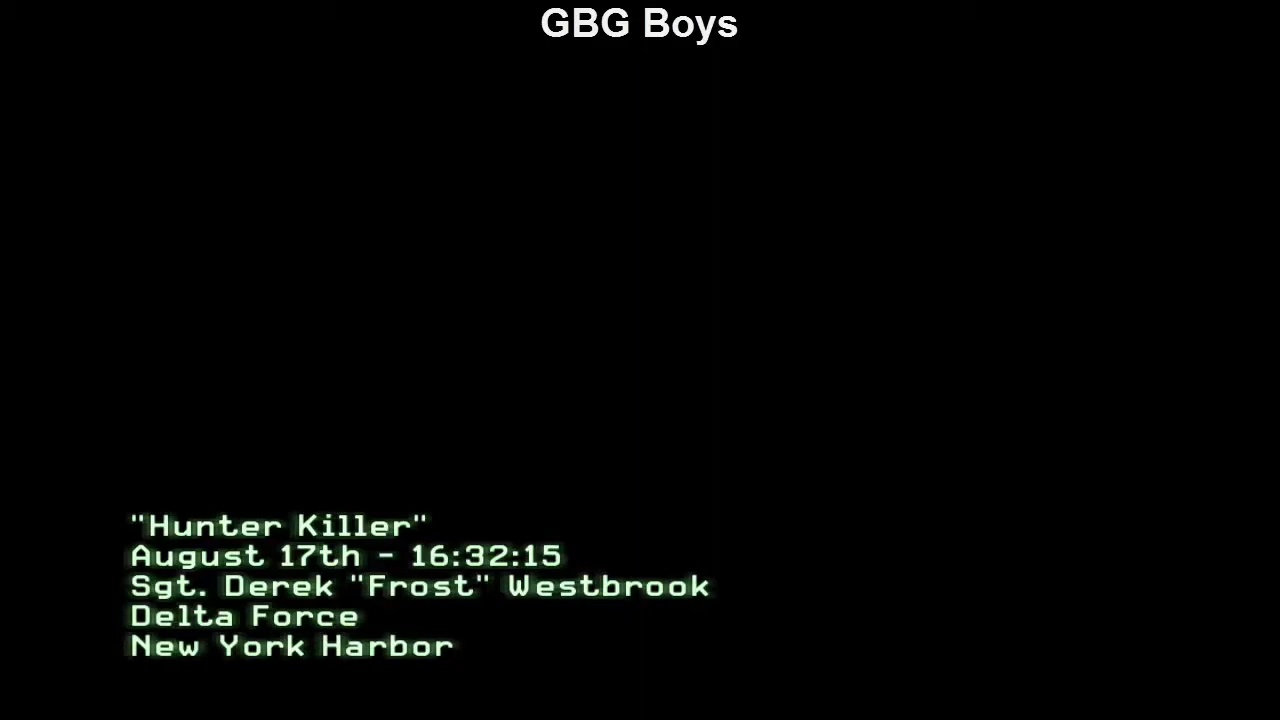 GBG Boys
"Hunter Killer"
August 17th - 16:32:15
Sgt. Derek "Frost" Westbrook
Delta Force
New York Harbor